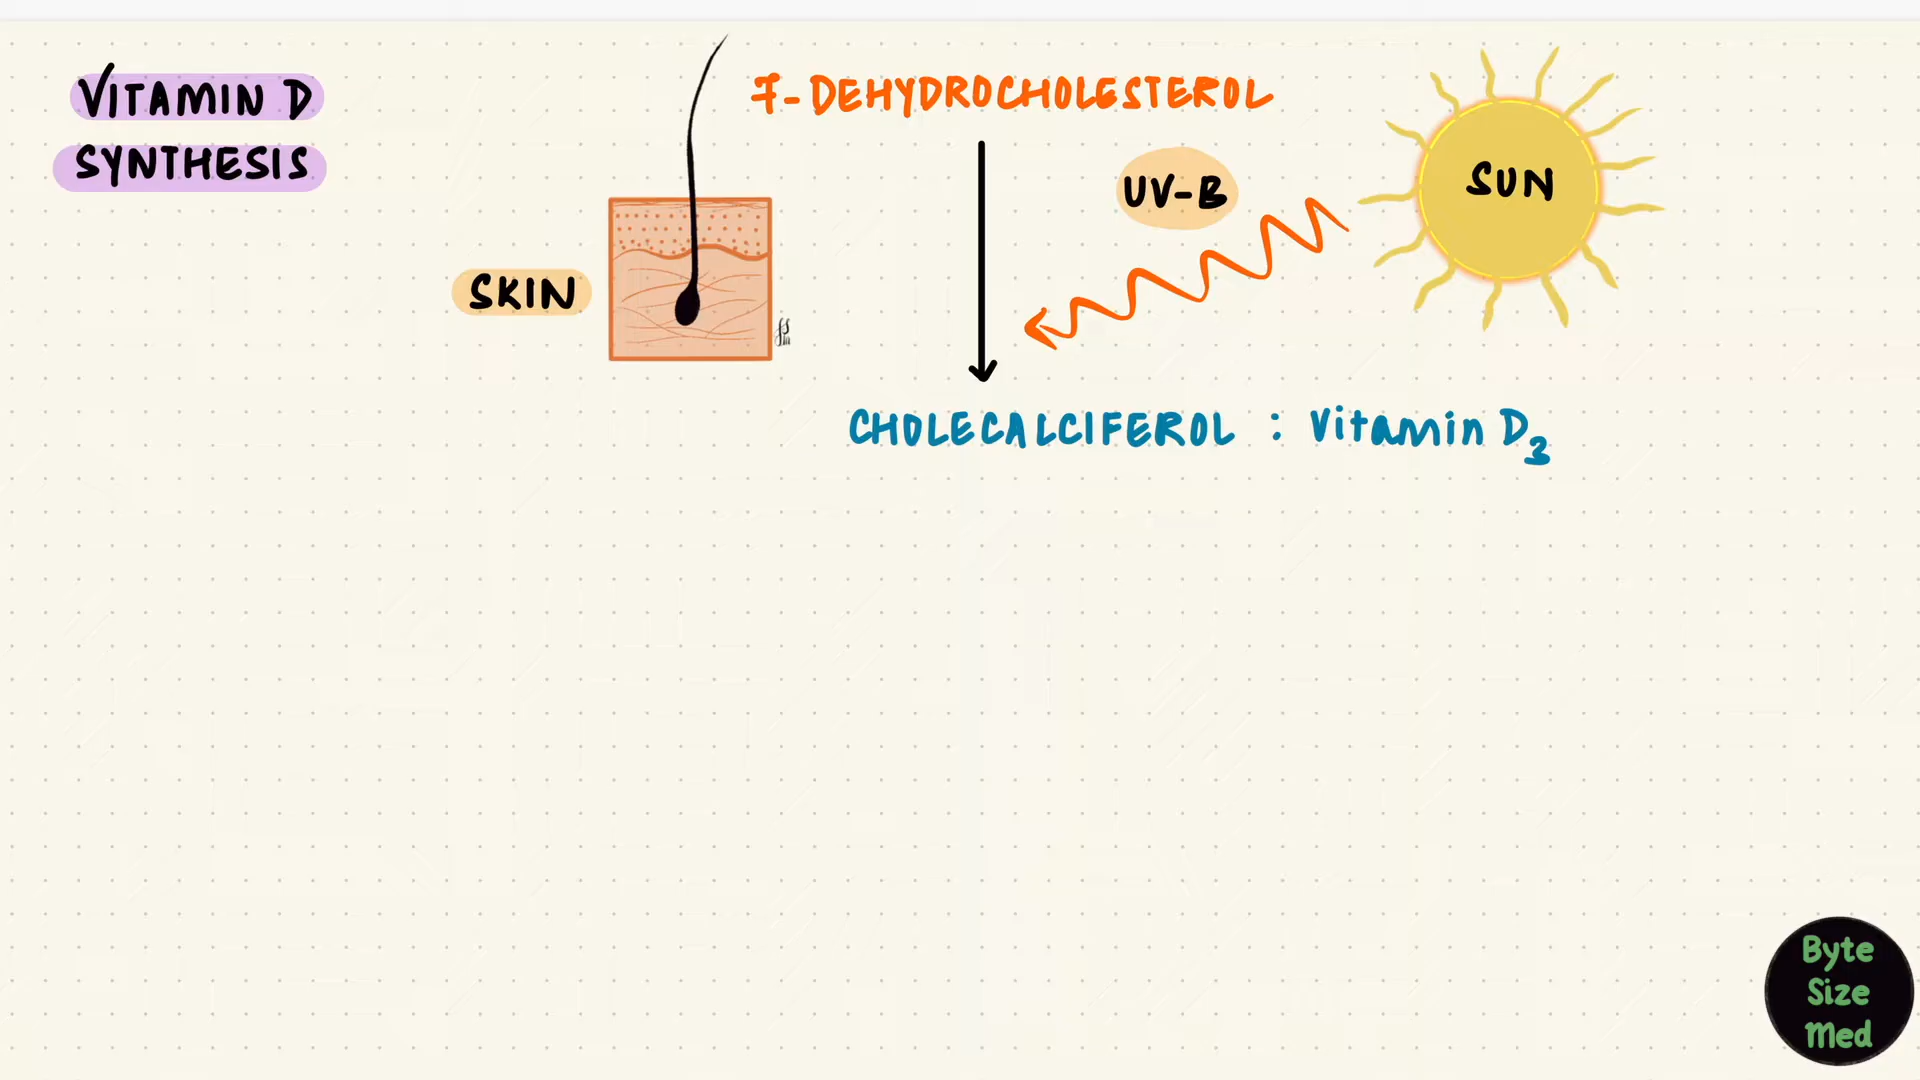 VITAMIN D
SYNTHESIS
7-DEHYDROCHOLESTEROL
UV-B
SUN
SKIN
CHOLECALCIFEROL : Vitamin D3
Byte
Size
Med